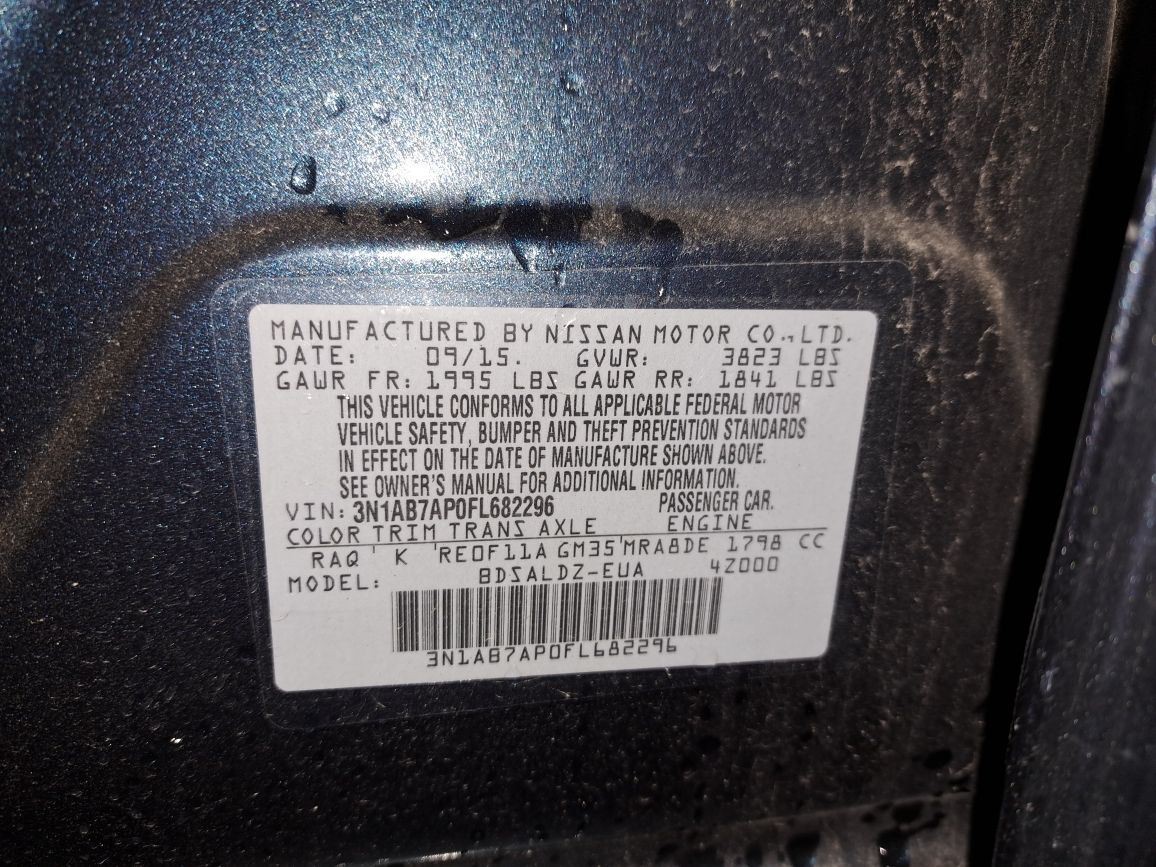 MANUFACTURED BY NISSAN MOTOR CO.,LTD.
DATE: 09/15. GVWR: 3823 LBS
GAWR FR: 1995 LBS GAWR RR: 1841 LBS
THIS VEHICLE CONFORMS TO ALL APPLICABLE FEDERAL MOTOR
VEHICLE SAFETY, BUMPER AND THEFT PREVENTION STANDARDS
IN EFFECT ON THE DATE OF MANUFACTURE SHOWN ABOVE.
SEE OWNER'S MANUAL FOR ADDITIONAL INFORMATION.
VIN: 3N1AB7AP0FL682296 PASSENGER CAR.
COLOR TRIM TRANS AXLE ENGINE
RAQ ' K 'RE0F11A GM35'MRA8DE 1798 CC
MODEL: BDSALDZ-EUA 4Z000
3N1AB7AP0FL682296